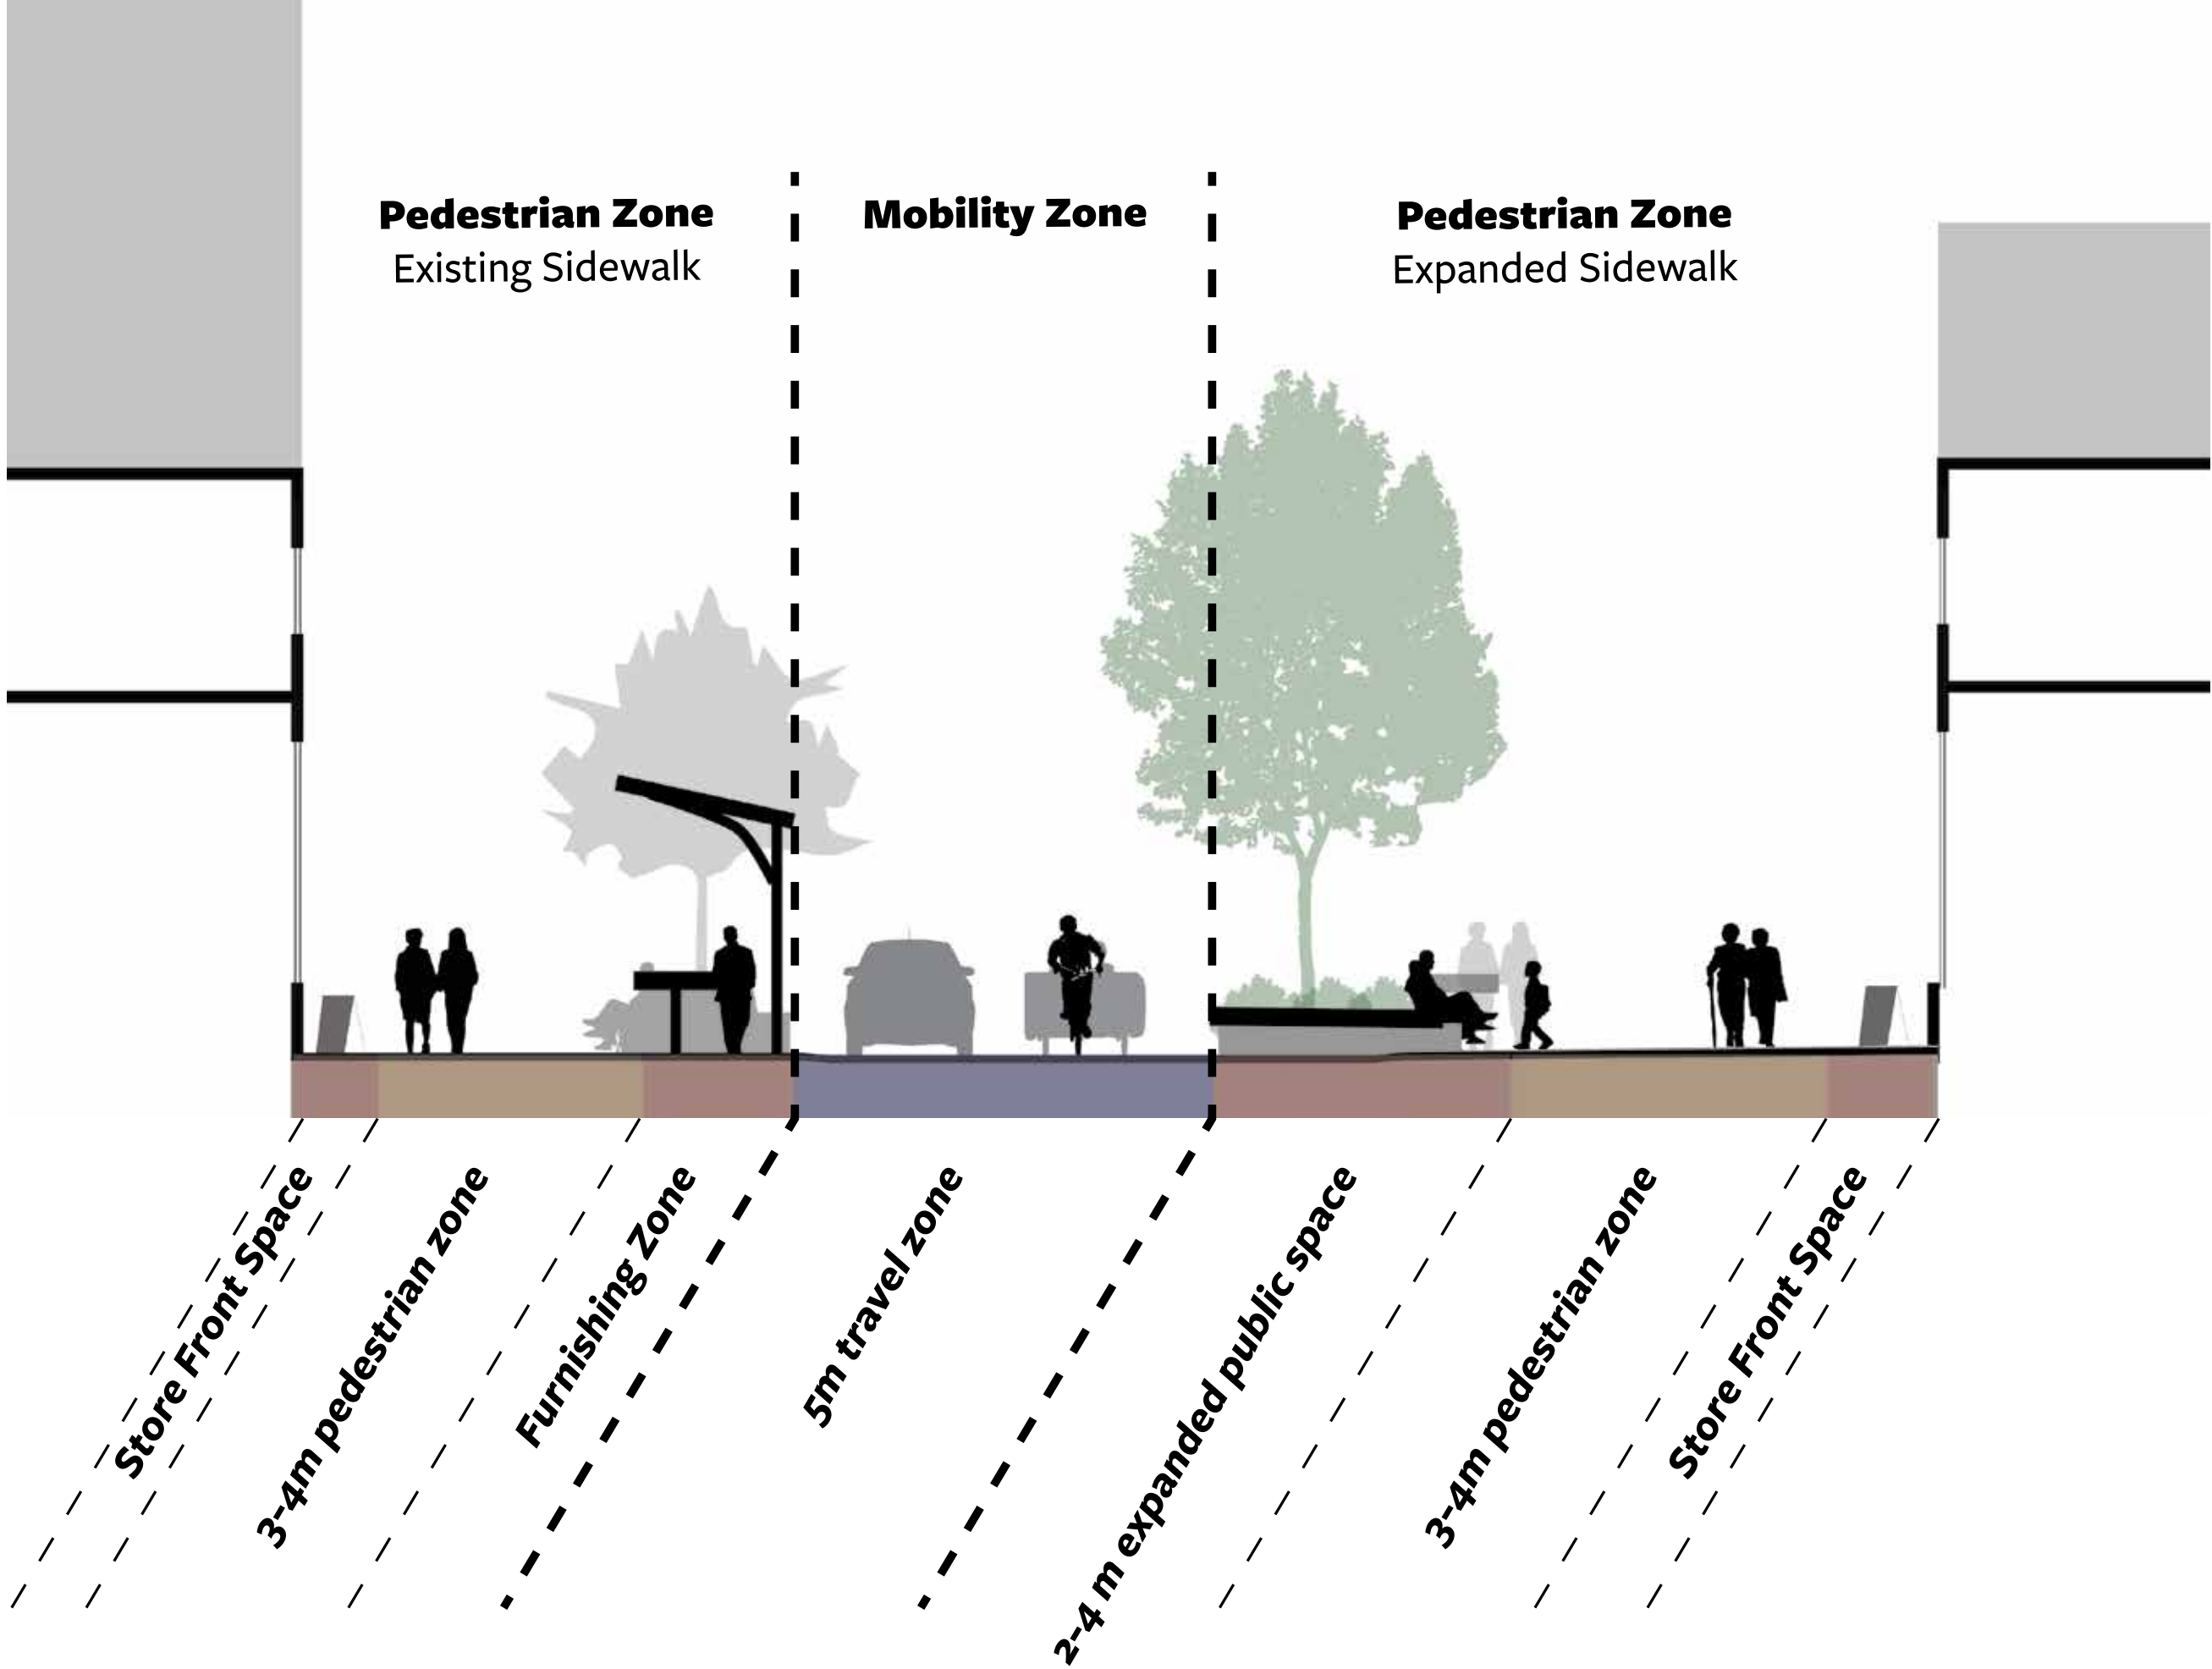 Pedestrian Zone
Existing Sidewalk
Mobility Zone
Pedestrian Zone
Expanded Sidewalk
Store Front Space
3-4m pedestrian zone
Furnishing Zone
5m travel zone
2-4 m expanded public space
3-4m pedestrian zone
Store Front Space